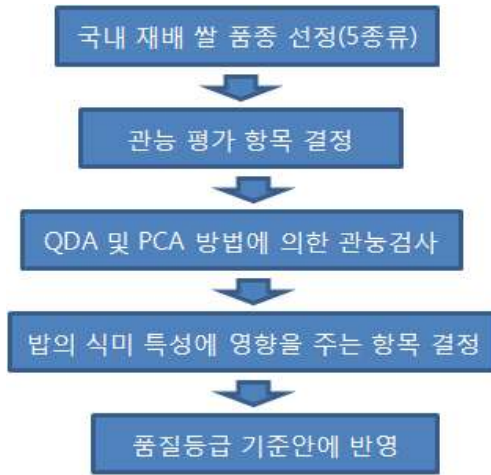 국내 재배 쌀 품종 선정(5종류)
관능 평가 항목 결정
QDA 및 PCA 방법에 의한 관능검사
밥의 식미 특성에 영향을 주는 항목 결정
품질등급 기준안에 반영